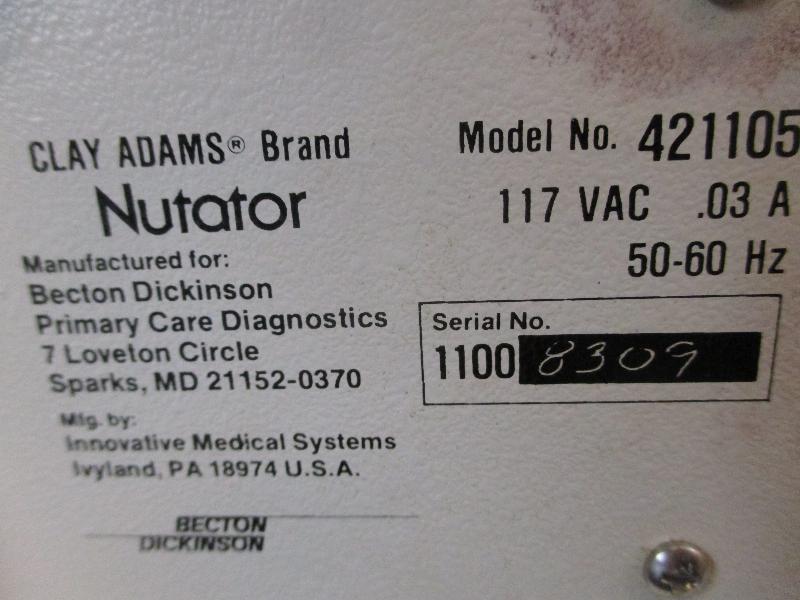 CLAY ADAMS® Brand
Nutator
Manufactured for:
Becton Dickinson
Primary Care Diagnostics
7 Loveton Circle
Sparks, MD 21152-0370
Mfg. by:
Innovative Medical Systems
Ivyland, PA 18974 U.S.A.
BECTON
DICKINSON
Model No. 421105
117 VAC .03 A
50-60 Hz
Serial No.
1100 8309